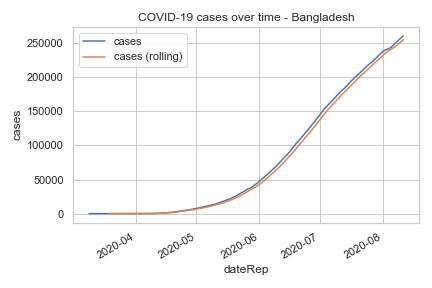 COVID-19 cases over time - Bangladesh
cases
cases (rolling)
250000
200000
150000
100000
50000
0
cases
2020-04
2020-05
2020-06
2020-07
2020-08
dateRep